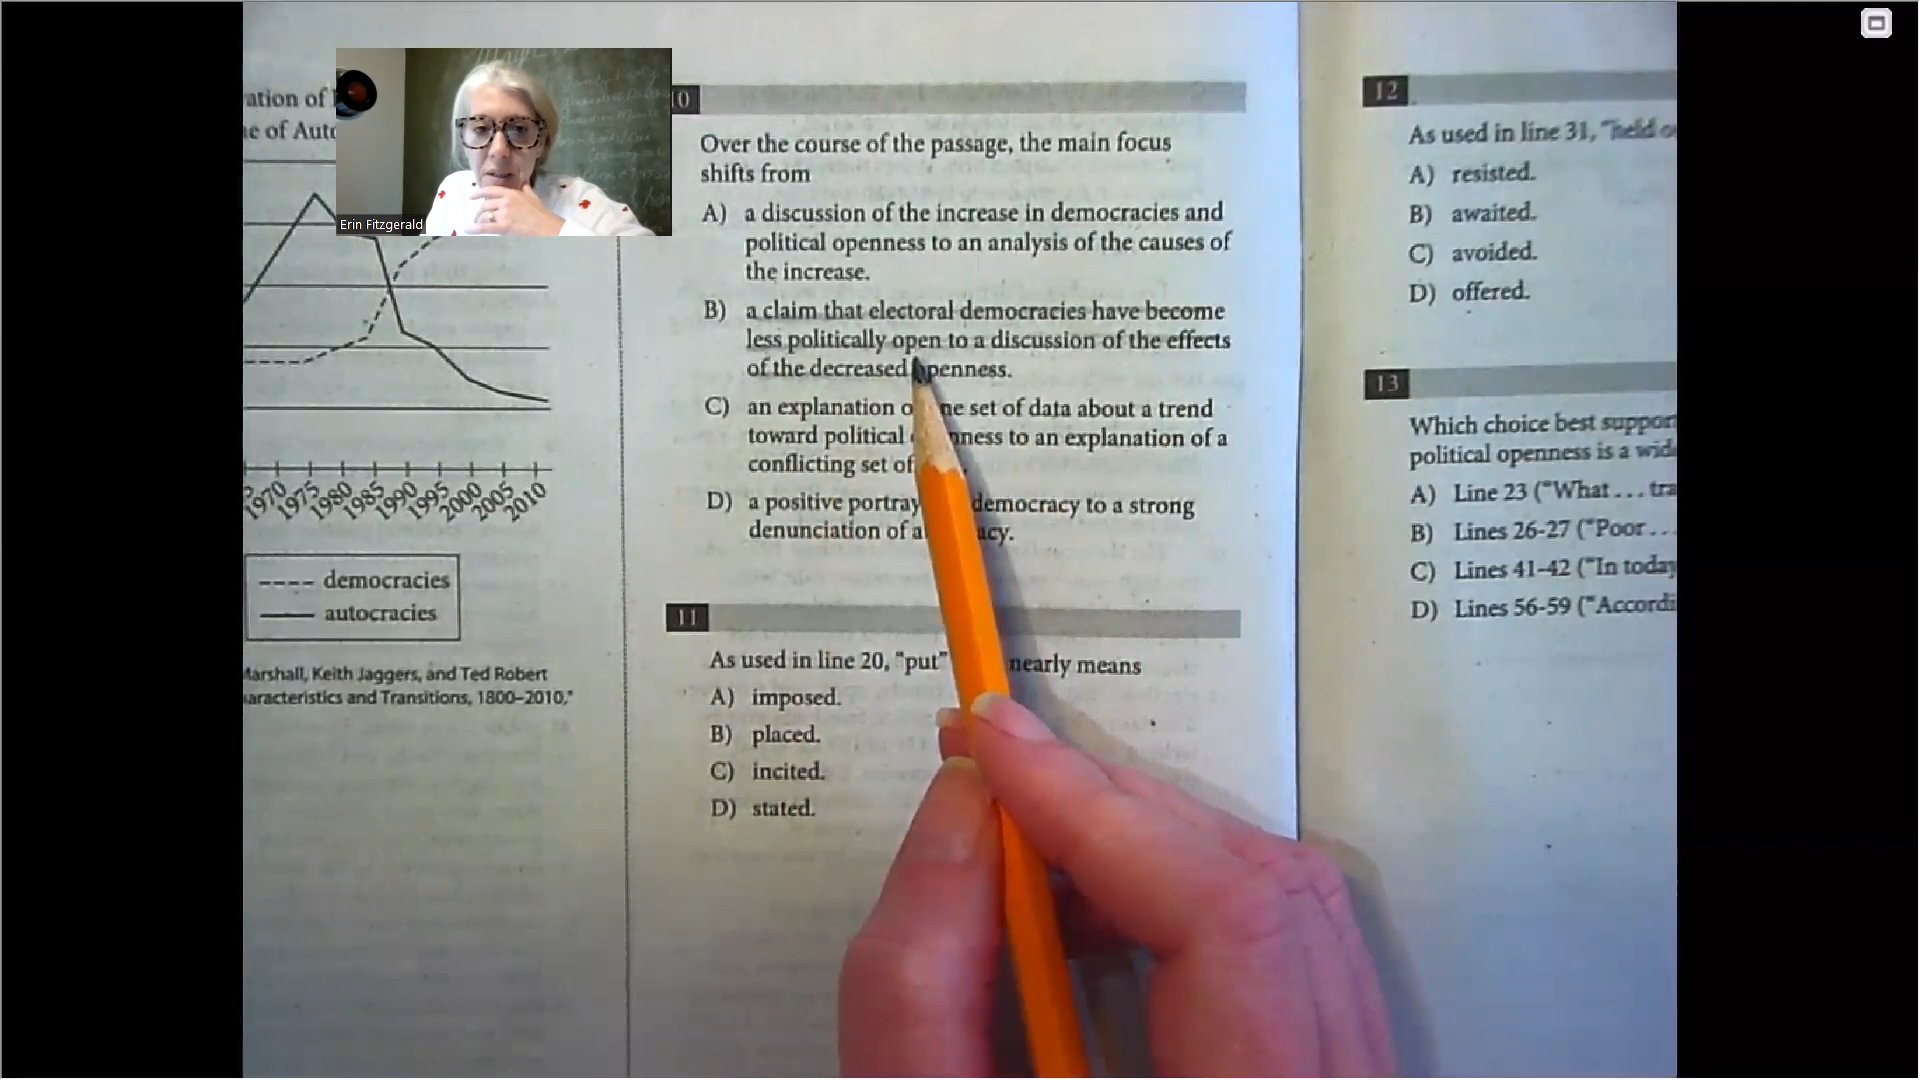 ation of
e of Auto
1970
1975
1980
1985
1990
1995
2000
2005
2010
democracies
autocracies
Marshall, Keith Jaggers, and Ted Robert
aracteristics and Transitions, 1800–2010,"
Erin Fitzgerald
10
Over the course of the passage, the main focus
shifts from
A) a discussion of the increase in democracies and
political openness to an analysis of the causes of
the increase.
B) a claim that electoral democracies have become
less politically open to a discussion of the effects
of the decreased openness.
C) an explanation o ne set of data about a trend
toward political nness to an explanation of a
conflicting set of
D) a positive portray democracy to a strong
denunciation of a acy.
11
As used in line 20, "put" nearly means
A) imposed.
B) placed.
C) incited.
D) stated.
12
As used in line 31, "held o
A) resisted.
B) awaited.
C) avoided.
D) offered.
13
Which choice best support
political openness is a wid
A) Line 23 ("What . . . tra
B) Lines 26-27 ("Poor . . .
C) Lines 41-42 ("In today
D) Lines 56-59 ("Accordi